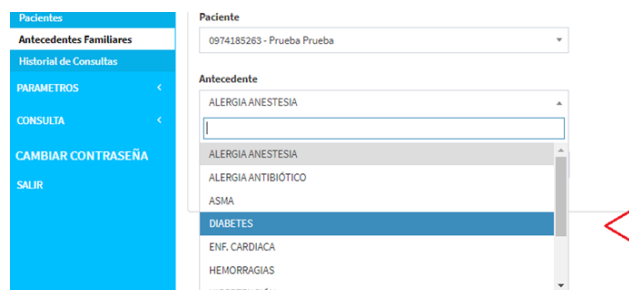 Pacientes
Antecedentes Familiares
Historial de Consultas
PARAMETROS
CONSULTA
CAMBIAR CONTRASEÑA
SALIR
Paciente
0974185263 - Prueba Prueba
Antecedente
ALERGIA ANESTESIA
ALERGIA ANESTESIA
ALERGIA ANTIBIÓTICO
ASMA
DIABETES
ENF. CARDIACA
HEMORRAGIAS